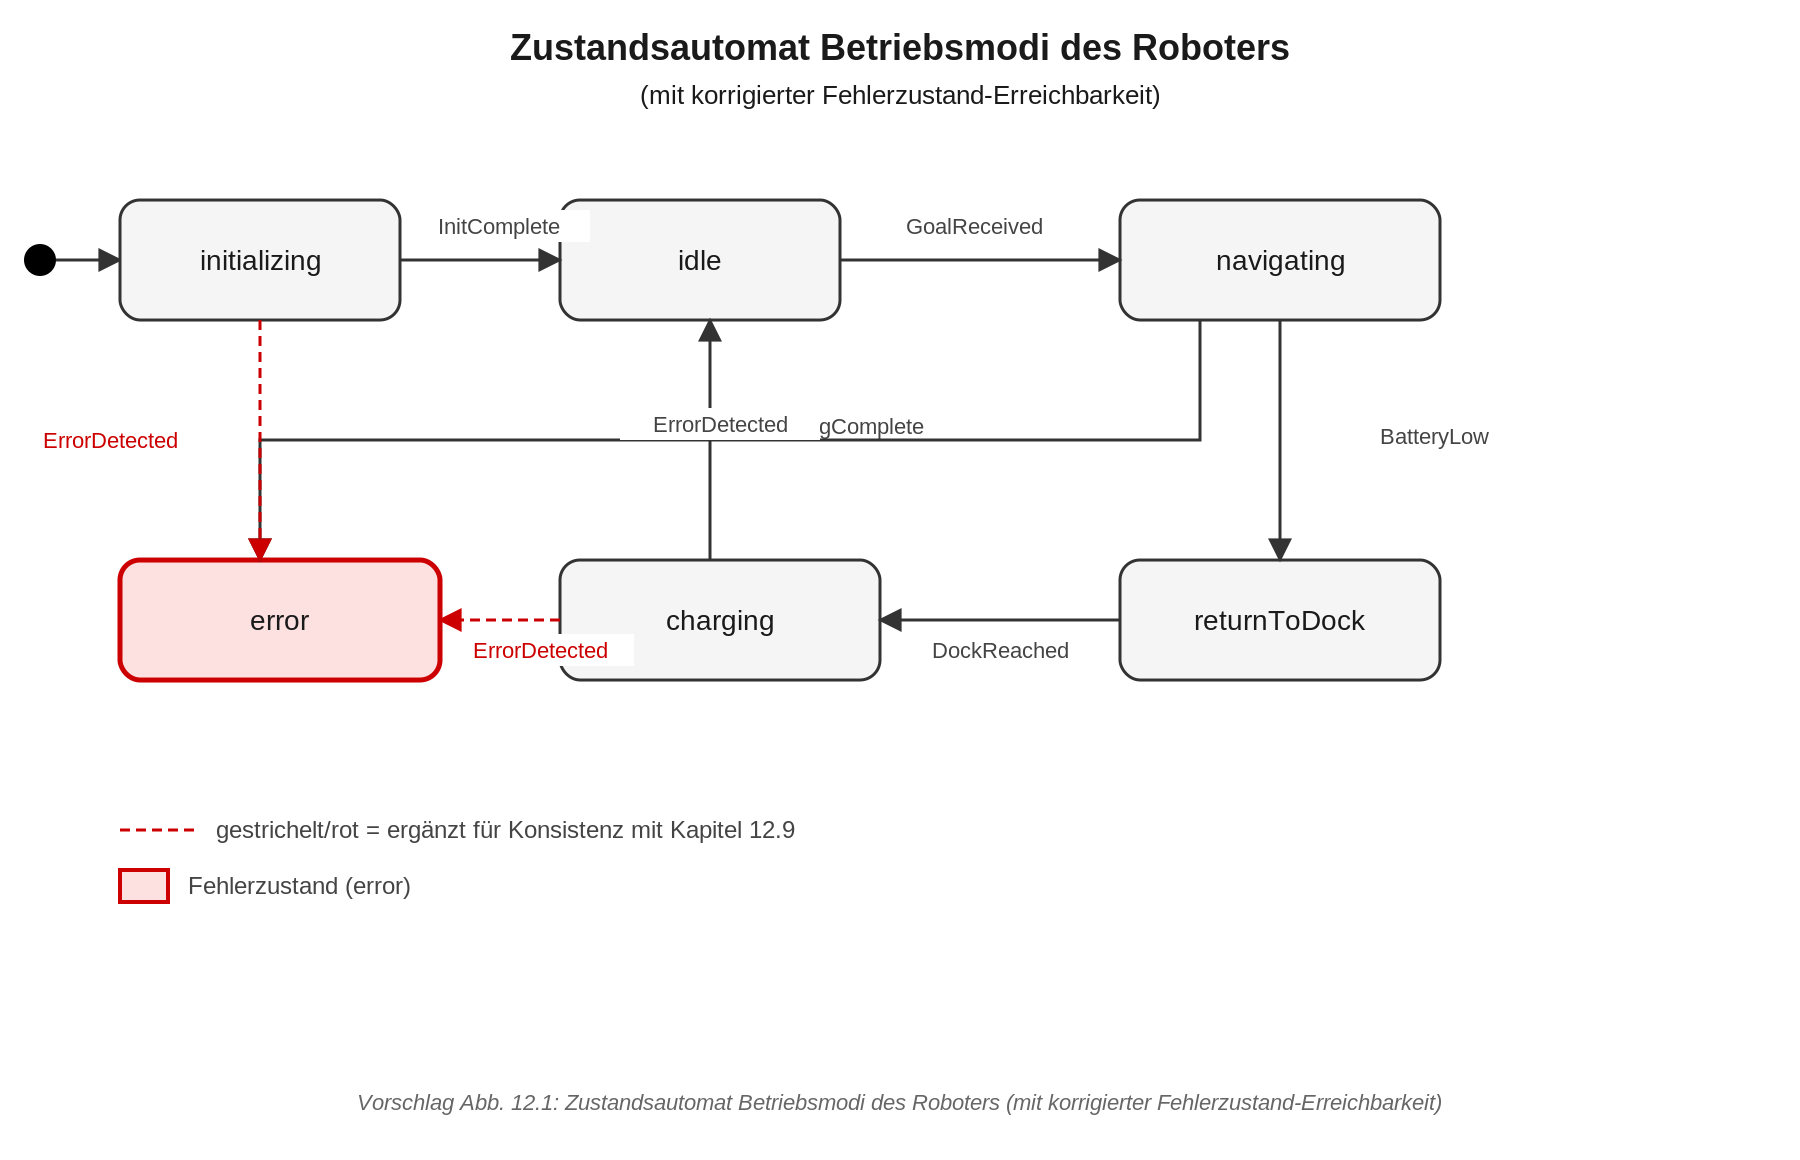 Zustandsautomat Betriebsmodi des Roboters
(mit korrigierter Fehlerzustand-Erreichbarkeit)
InitComplete
GoalReceived
initializing
idle
navigating
ErrorDetected
ErrorDetected
gComplete
BatteryLow
error
charging
returnToDock
ErrorDetected
DockReached
gestrichelt/rot = ergänzt für Konsistenz mit Kapitel 12.9
Fehlerzustand (error)
Vorschlag Abb. 12.1: Zustandsautomat Betriebsmodi des Roboters (mit korrigierter Fehlerzustand-Erreichbarkeit)